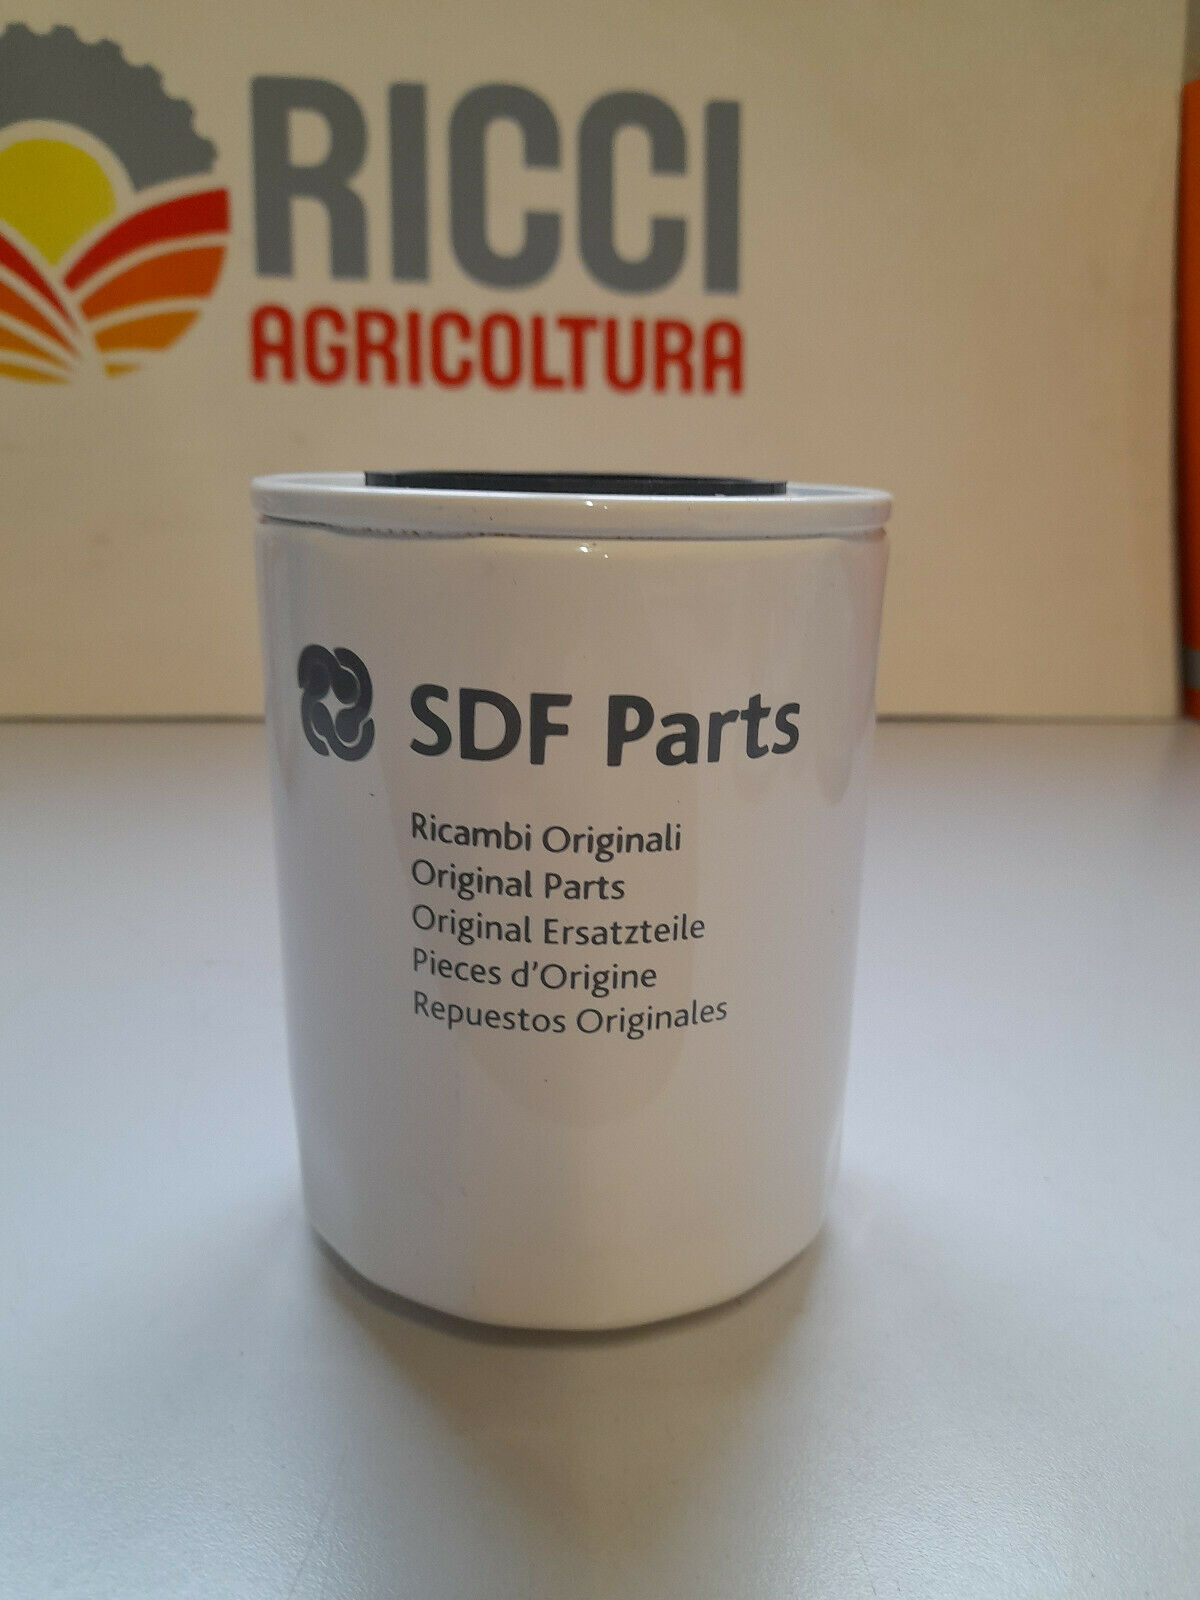 RICCI
AGRICOLTURA
SDF Parts
Ricambi Originali
Original Parts
Original Ersatzteile
Pieces d'Origine
Repuestos Originales